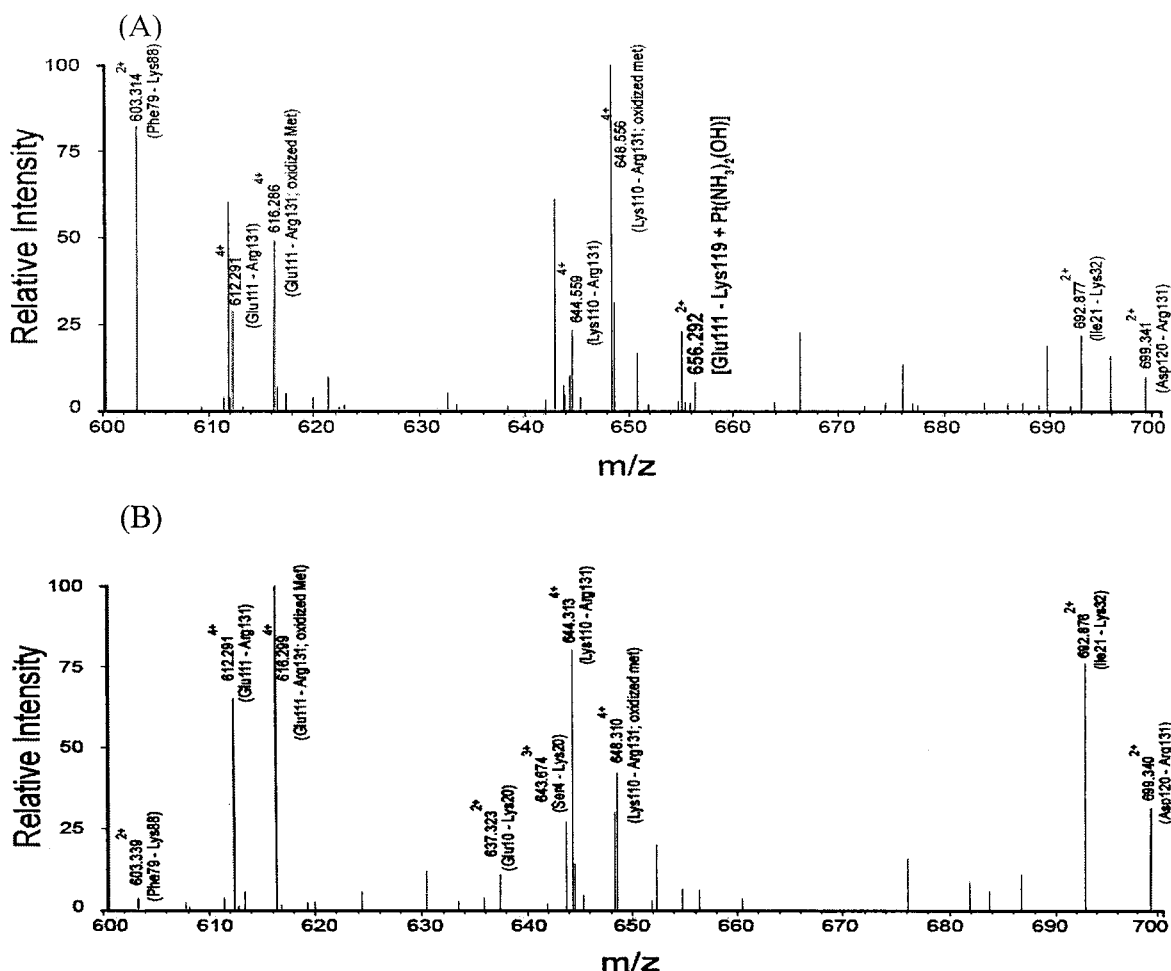 (A)
Relative Intensity
100
75
50
25
0
2+
603.314
(Phe79 - Lys88)
4+
612.291
(Glu111 - Arg131)
4+
616.286
(Glu111 - Arg131; oxidized Met)
4+
644.559
(Lys110 - Arg131)
4+
648.556
(Lys110 - Arg131; oxidized met)
2+
656.292
[Glu111 - Lys119 + Pt(NH3)2(OH)]
2+
692.877
(Ile21 - Lys32)
2+
699.341
(Asp120 - Arg131)
600 610 620 630 640 650 660 670 680 690 700
m/z
(B)
Relative Intensity
100
75
50
25
0
2+
603.339
(Phe79 - Lys88)
4+
612.291
(Glu111 - Arg131)
4+
616.299
(Glu111 - Arg131; oxidized Met)
2+
637.323
(Glu10 - Lys20)
3+
643.674
(Ser4 - Lys20)
4+
644.313
(Lys110 - Arg131)
4+
648.310
(Lys110 - Arg131; oxidized met)
2+
692.878
(Ile21 - Lys32)
2+
699.340
(Asp120 - Arg131)
600 610 620 630 640 650 660 670 680 690 700
m/z